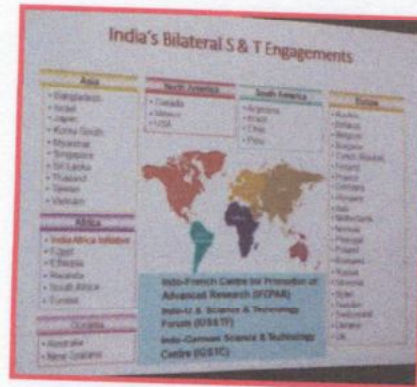 India's Bilateral S & T Engagements
Asia
• Bangladesh
• Israel
• Japan
• Korea South
• Myanmar
• Singapore
• Sri Lanka
• Thailand
• Taiwan
• Vietnam
Africa
• India Africa Initiative
• Egypt
• Ethiopia
• Rwanda
• South Africa
• Tunisia
Oceania
• Australia
• New Zealand
North America
• Canada
• Mexico
• USA
South America
• Argentina
• Brazil
• Chile
• Peru
Indo-French Centre for Promotion of
Advanced Research (IFCPAR)
Indo-U.S. Science & Technology
Forum (IUSSTF)
Indo-German Science & Technology
Centre (IGSTC)
Europe
• Austria
• Belarus
• Belgium
• Bulgaria
• Czech Republic
• Finland
• France
• Germany
• Hungary
• Italy
• Netherlands
• Norway
• Portugal
• Poland
• Russia
• Slovenia
• Spain
• Sweden
• Switzerland
• Ukraine
• UK